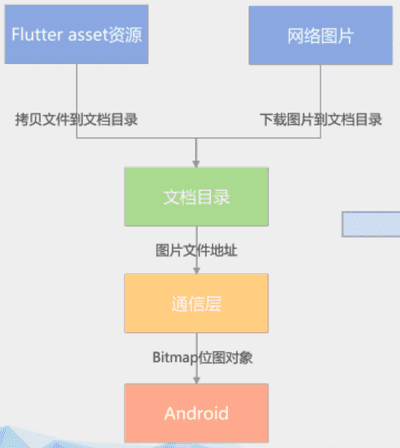 Flutter asset资源
网络图片
拷贝文件到文档目录
下载图片到文档目录
文档目录
图片文件地址
通信层
Bitmap位图对象
Android